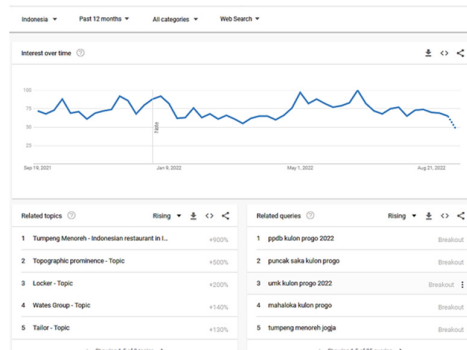 Indonesia Past 12 months All categories Web Search
Interest over time
100
75
50
25
Note
Sep 19, 2021 Jan 9, 2022 May 1, 2022 Aug 21, 2022
Related topics Rising
1 Tumpeng Menoreh - Indonesian restaurant in I... +900%
2 Topographic prominence - Topic +500%
3 Locker - Topic +200%
4 Wates Group - Topic +140%
5 Tailor - Topic +130%
Related queries Rising
1 ppdb kulon progo 2022 Breakout
2 puncak saka kulon progo Breakout
3 umk kulon progo 2022 Breakout
4 mahaloka kulon progo Breakout
5 tumpeng menoreh jogja Breakout